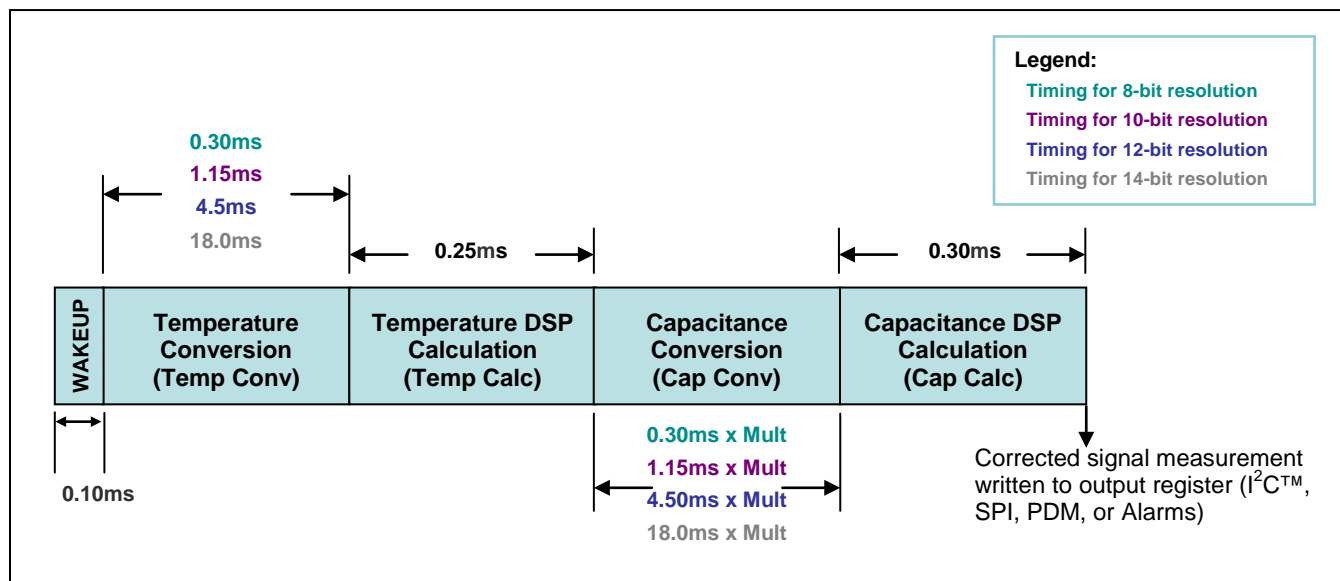 Legend:
Timing for 8-bit resolution
Timing for 10-bit resolution
Timing for 12-bit resolution
Timing for 14-bit resolution
0.30ms
1.15ms
4.5ms
18.0ms
0.25ms
0.30ms
WAKEUP
Temperature
Conversion
(Temp Conv)
Temperature DSP
Calculation
(Temp Calc)
Capacitance
Conversion
(Cap Conv)
Capacitance DSP
Calculation
(Cap Calc)
0.10ms
0.30ms x Mult
1.15ms x Mult
4.50ms x Mult
18.0ms x Mult
Corrected signal measurement
written to output register (I²C™,
SPI, PDM, or Alarms)